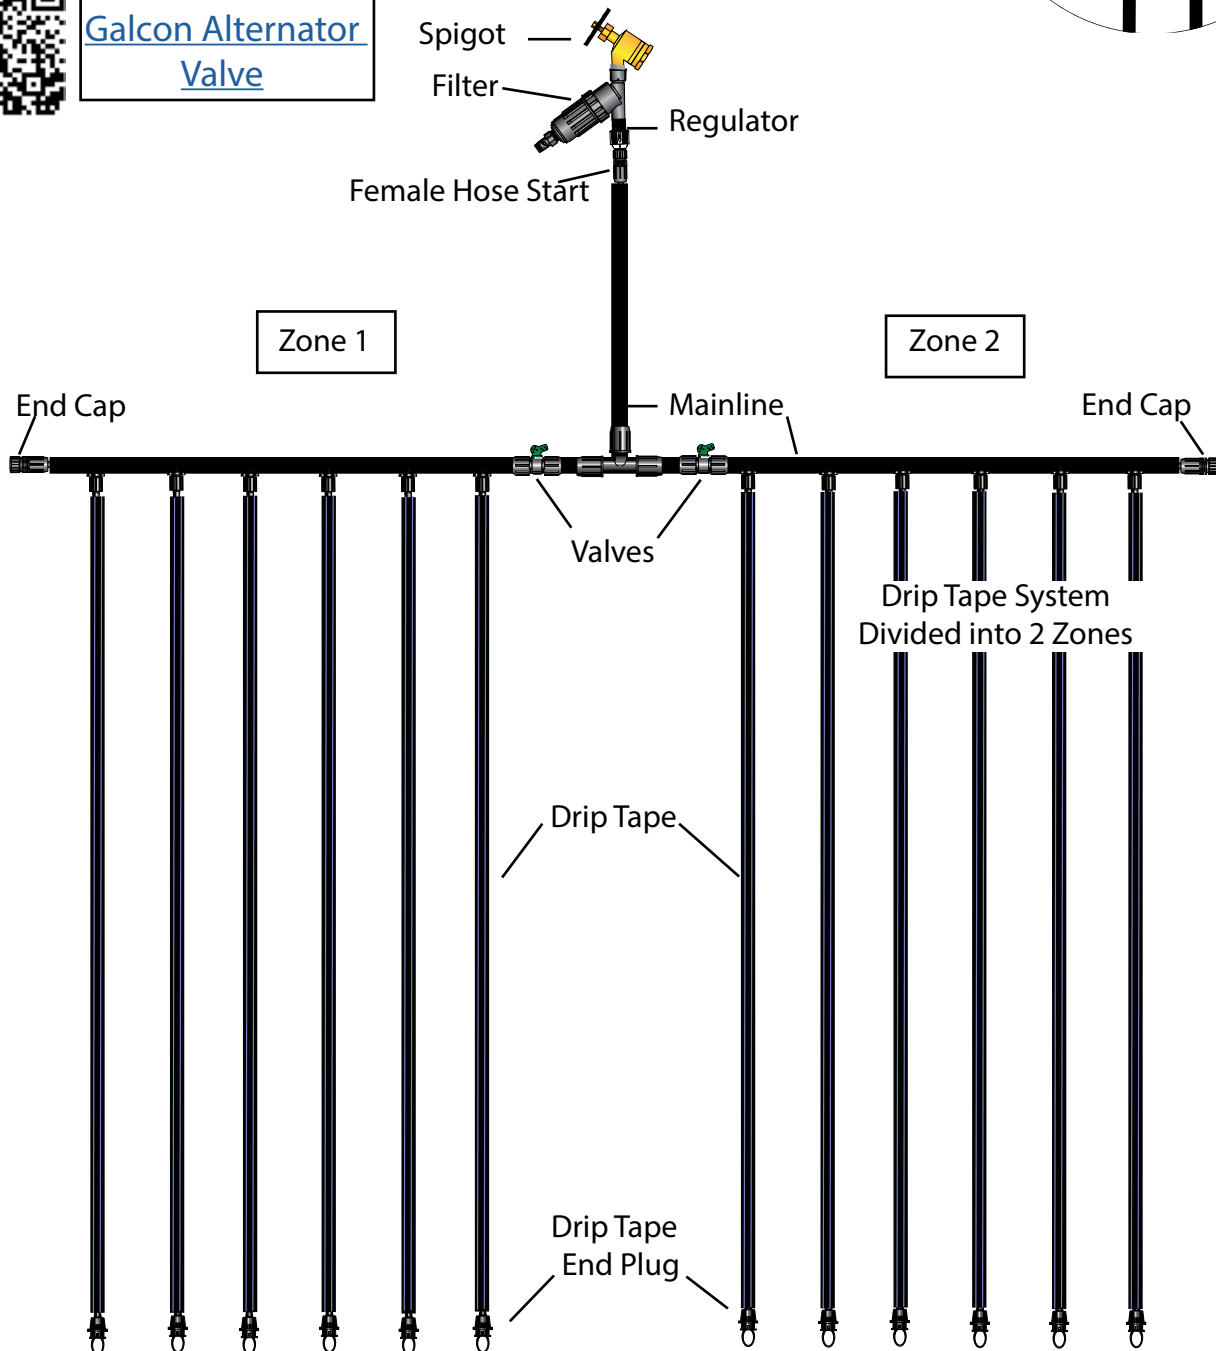 Galcon Alternator
Valve
Spigot
Filter
Regulator
Female Hose Start
Zone 1
Zone 2
End Cap
Mainline
End Cap
Valves
Drip Tape System
Divided into 2 Zones
Drip Tape
Drip Tape
End Plug